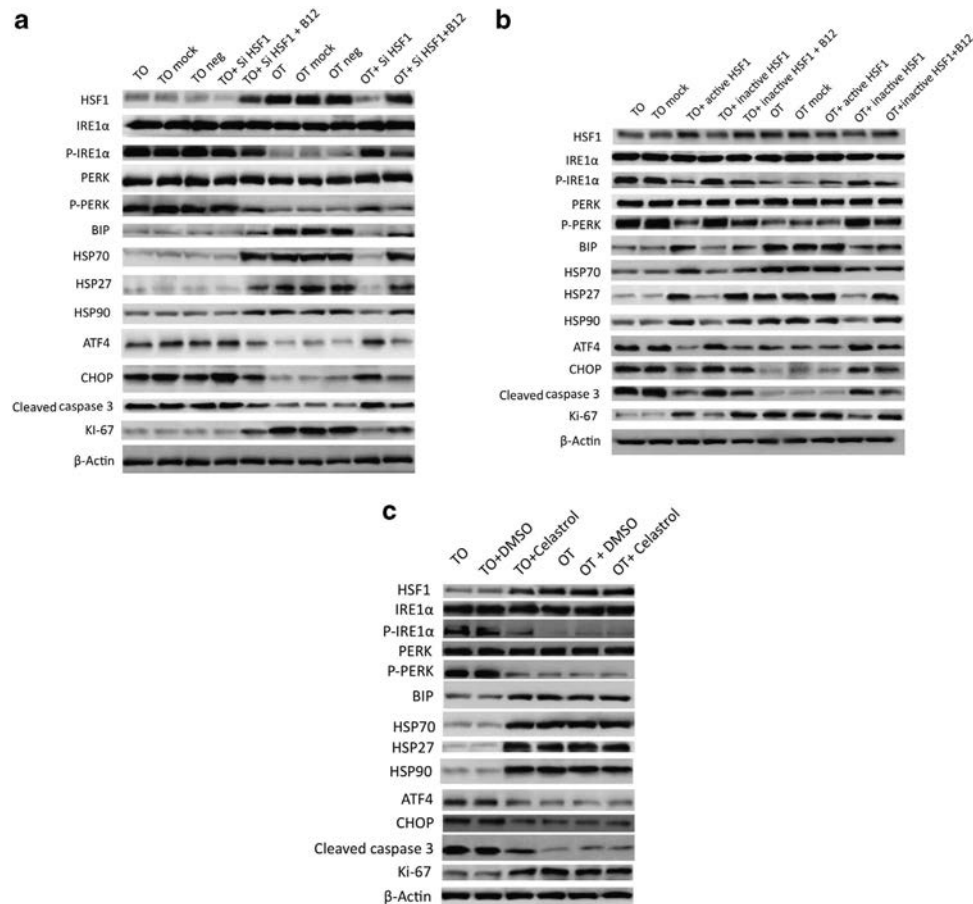 a
TO
TO mock
TO neg
TO+ Si HSF1
TO+ Si HSF1 + B12
OT
OT mock
OT neg
OT+ Si HSF1
OT+ Si HSF1+B12
HSF1
IRE1α
P-IRE1α
PERK
P-PERK
BIP
HSP70
HSP27
HSP90
ATF4
CHOP
Cleaved caspase 3
KI-67
β-Actin
b
TO
TO mock
TO+ active HSF1
TO+ inactive HSF1
TO+ inactive HSF1 + B12
OT
OT mock
OT+ active HSF1
OT+ inactive HSF1
OT+inactive HSF1+B12
HSF1
IRE1α
P-IRE1α
PERK
P-PERK
BIP
HSP70
HSP27
HSP90
ATF4
CHOP
Cleaved caspase 3
Ki-67
β-Actin
c
TO
TO+DMSO
TO+Celastrol
OT
OT + DMSO
OT+ Celastrol
HSF1
IRE1α
P-IRE1α
PERK
P-PERK
BIP
HSP70
HSP27
HSP90
ATF4
CHOP
Cleaved caspase 3
Ki-67
β-Actin